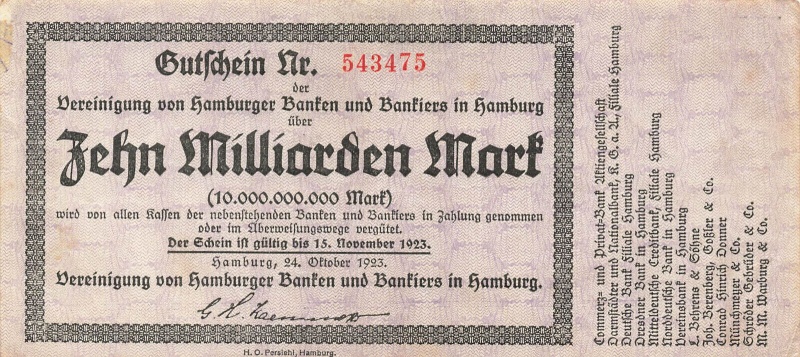 Gutschein Nr. 543475
der
Vereinigung von Hamburger Banken und Bankiers in Hamburg
über
Zehn Milliarden Mark
(10.000.000.000 Mark)
wird von allen Kassen der nebenstehenden Banken und Bankiers in Zahlung genommen
oder im Überweisungswege vergütet.
Der Schein ist gültig bis 15. November 1923.
Hamburg, 24. Oktober 1923.
Vereinigung von Hamburger Banken und Bankiers in Hamburg.
H. O. Persiehl, Hamburg.
Commerz- und Privat-Bank Aktiengesellschaft
Darmstädter und Nationalbank, K. G. a. A., Filiale Hamburg
Deutsche Bank Filiale Hamburg
Dresdner Bank in Hamburg
Mitteldeutsche Creditbank, Filiale Hamburg
Norddeutsche Bank in Hamburg
Vereinsbank in Hamburg
L. Behrens & Söhne
Joh. Berenberg, Goßler & Co.
Conrad Hinrich Donner
Münchmeyer & Co.
Schröder Gebrüder & Co.
M. M. Warburg & Co.